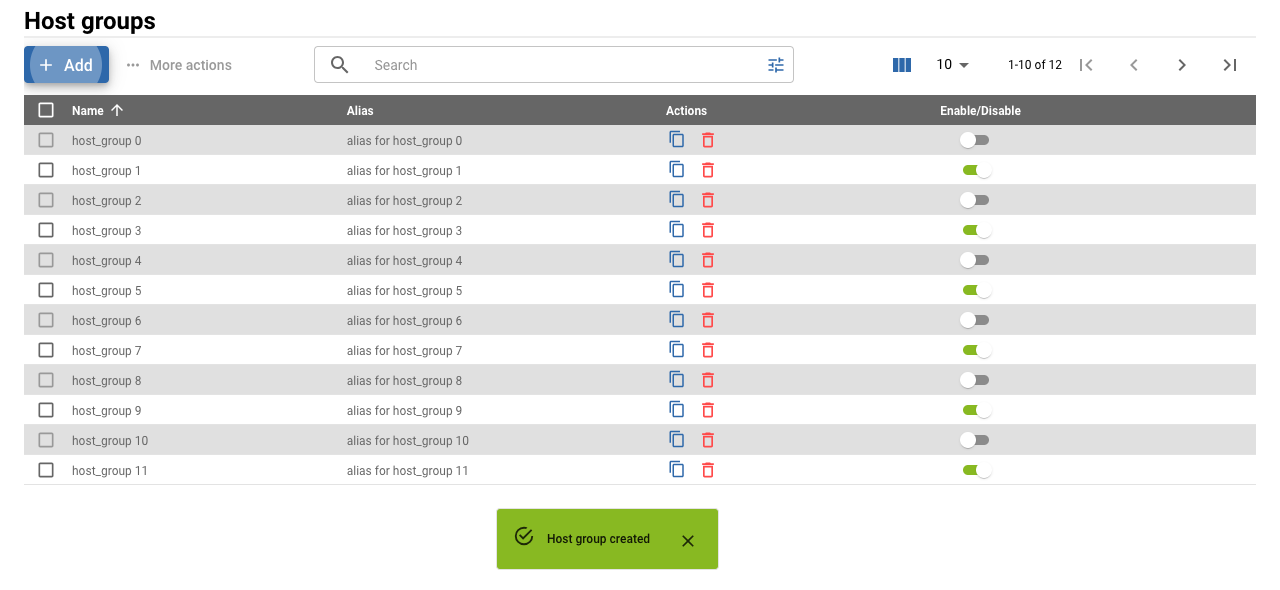 Host groups
Add More actions Search 10 1-10 of 12
Name Alias Actions Enable/Disable
host_group 0 alias for host_group 0
host_group 1 alias for host_group 1
host_group 2 alias for host_group 2
host_group 3 alias for host_group 3
host_group 4 alias for host_group 4
host_group 5 alias for host_group 5
host_group 6 alias for host_group 6
host_group 7 alias for host_group 7
host_group 8 alias for host_group 8
host_group 9 alias for host_group 9
host_group 10 alias for host_group 10
host_group 11 alias for host_group 11
Host group created